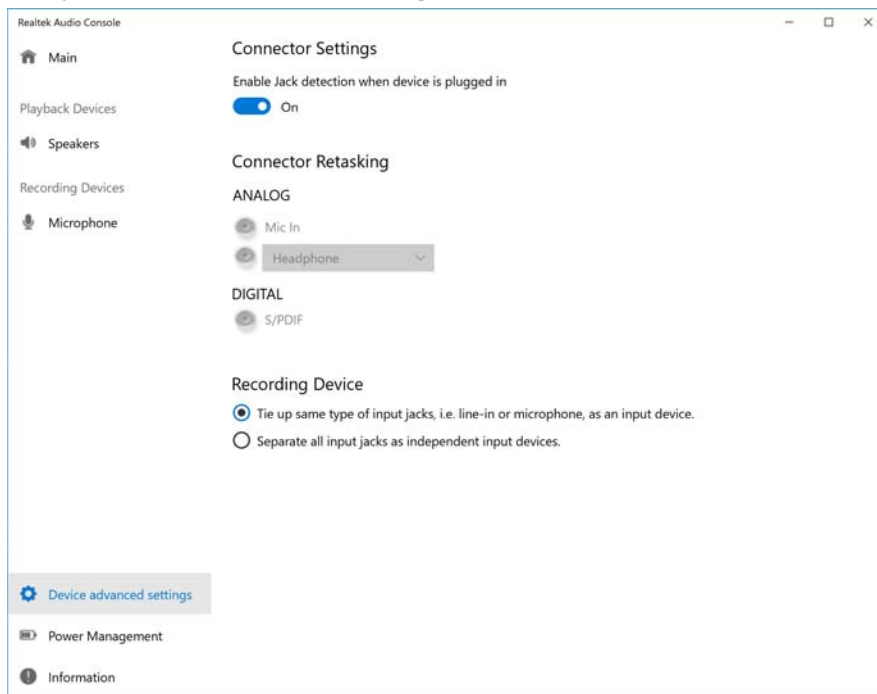 Realtek Audio Console
Main
Playback Devices
Speakers
Recording Devices
Microphone
Device advanced settings
Power Management
Information
Connector Settings
Enable Jack detection when device is plugged in
On
Connector Retasking
ANALOG
Mic In
Headphone
DIGITAL
S/PDIF
Recording Device
Tie up same type of input jacks, i.e. line-in or microphone, as an input device.
Separate all input jacks as independent input devices.